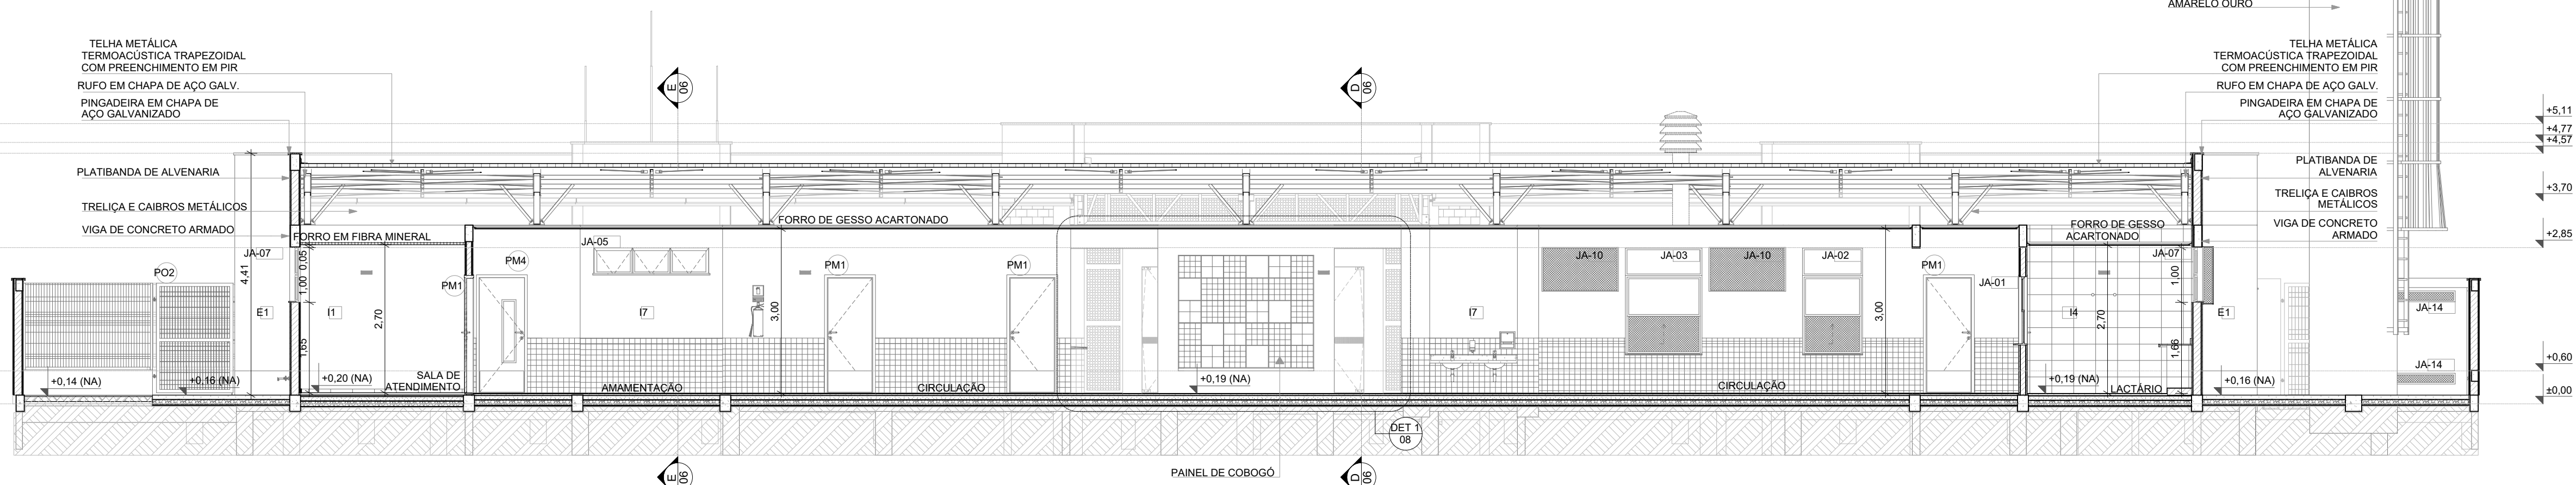 AMARELO OURO
TELHA METÁLICA
TERMOACÚSTICA TRAPEZOIDAL
COM PREENCHIMENTO EM PIR
RUFO EM CHAPA DE AÇO GALV.
PINGADEIRA EM CHAPA DE
AÇO GALVANIZADO
PLATIBANDA DE ALVENARIA
TRELIÇA E CAIBROS METÁLICOS
VIGA DE CONCRETO ARMADO
E
06
D
06
TELHA METÁLICA
TERMOACÚSTICA TRAPEZOIDAL
COM PREENCHIMENTO EM PIR
RUFO EM CHAPA DE AÇO GALV.
PINGADEIRA EM CHAPA DE
AÇO GALVANIZADO
PLATIBANDA DE
ALVENARIA
TRELIÇA E CAIBROS
METÁLICOS
VIGA DE CONCRETO
ARMADO
+5,11
+4,77
+4,57
+3,70
+2,85
+0,60
±0,00
FORRO EM FIBRA MINERAL
FORRO DE GESSO ACARTONADO
FORRO DE GESSO
ACARTONADO
PO2
JA-07
4,41
E1
1,00
0,05
1,65
I1
2,70
PM1
PM4
JA-05
I7
3,00
PM1
PM1
I7
JA-10
JA-03
JA-10
JA-02
3,00
PM1
JA-01
I4
2,70
JA-07
1,00
1,66
E1
JA-14
JA-14
+0,14 (NA)
+0,16 (NA)
+0,20 (NA)
SALA DE
ATENDIMENTO
AMAMENTAÇÃO
CIRCULAÇÃO
+0,19 (NA)
CIRCULAÇÃO
+0,19 (NA)
LACTÁRIO
+0,16 (NA)
DET 1
08
PAINEL DE COBOGÓ
E
06
D
06